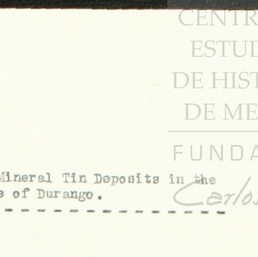 CENTR
ESTUD
DE HIST
DE ME
FUNDA
Carlos
Mineral Tin Deposits in the
e of Durango.